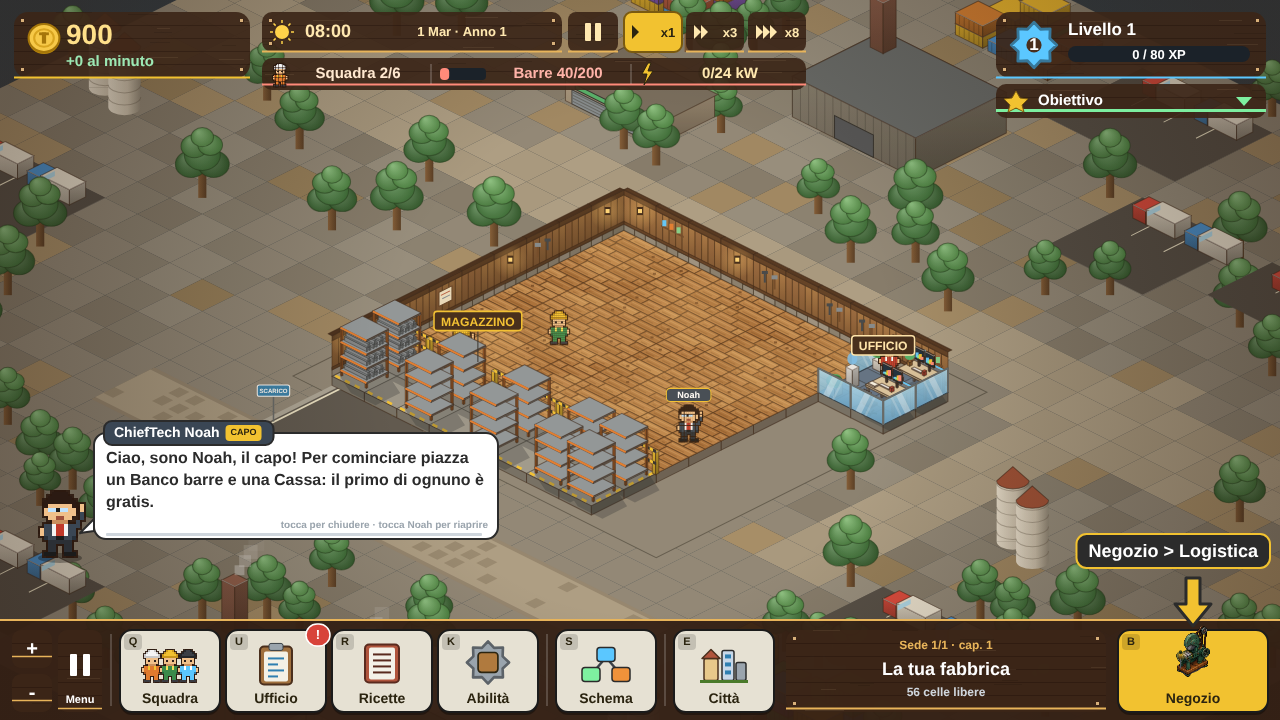 900
+0 al minuto
08:00
1 Mar · Anno 1
x1
x3
x8
Squadra 2/6
Barre 40/200
0/24 kW
1
Livello 1
0 / 80 XP
Obiettivo
MAGAZZINO
UFFICIO
SCARICO
Noah
ChiefTech Noah
CAPO
Ciao, sono Noah, il capo! Per cominciare piazza
un Banco barre e una Cassa: il primo di ognuno è
gratis.
tocca per chiudere · tocca Noah per riaprire
Negozio > Logistica
+
-
Menu
Q
Squadra
U
!
Ufficio
R
Ricette
K
Abilità
S
Schema
E
Città
Sede 1/1 · cap. 1
La tua fabbrica
56 celle libere
B
Negozio